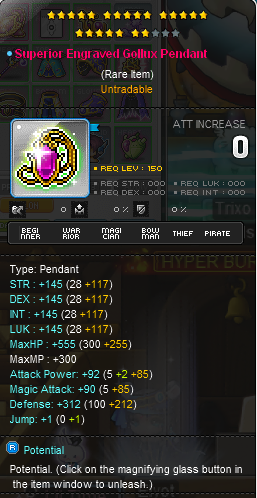 Superior Engraved Gollux Pendant
(Rare Item)
Untradable
ATT INCREASE
0
REQ LEV : 150
REQ STR : 000
REQ LUK : 000
REQ DEX : 000
REQ INT : 000
0
0 %
0 %
BEGINNER WARRIOR MAGICIAN BOWMAN THIEF PIRATE
HYPER
Type: Pendant
STR : +145 (28 +117)
DEX : +145 (28 +117)
INT : +145 (28 +117)
LUK : +145 (28 +117)
MaxHP : +555 (300 +255)
MaxMP : +300
Attack Power: +92 (5 +2 +85)
Magic Attack: +90 (5 +85)
Defense: +312 (100 +212)
Jump: +1 (0 +1)
R Potential
Potential. (Click on the magnifying glass button in
the item window to unleash.)